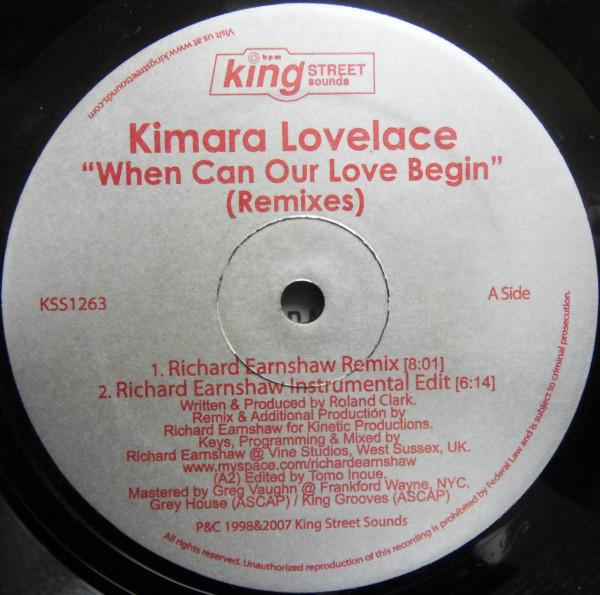 Visit us at www.kingstreetsounds.com
bpm
king STREET
sounds
Kimara Lovelace
“When Can Our Love Begin”
(Remixes)
KSS1263
A Side
1. Richard Earnshaw Remix [8:01]
2. Richard Earnshaw Instrumental Edit [6:14]
Written & Produced by Roland Clark.
Remix & Additional Production by
Richard Earnshaw for Kinetic Productions.
Keys, Programming & Mixed by
Richard Earnshaw @ Vine Studios, West Sussex, UK.
www.myspace.com/richardearnshaw
(A2) Edited by Tomo Inoue.
Mastered by Greg Vaughn @ Frankford Wayne, NYC.
Grey House (ASCAP) / King Grooves (ASCAP)
P&C 1998&2007 King Street Sounds
All rights reserved. Unauthorized reproduction of this recording is prohibited by Federal Law and is subject to criminal prosecution.